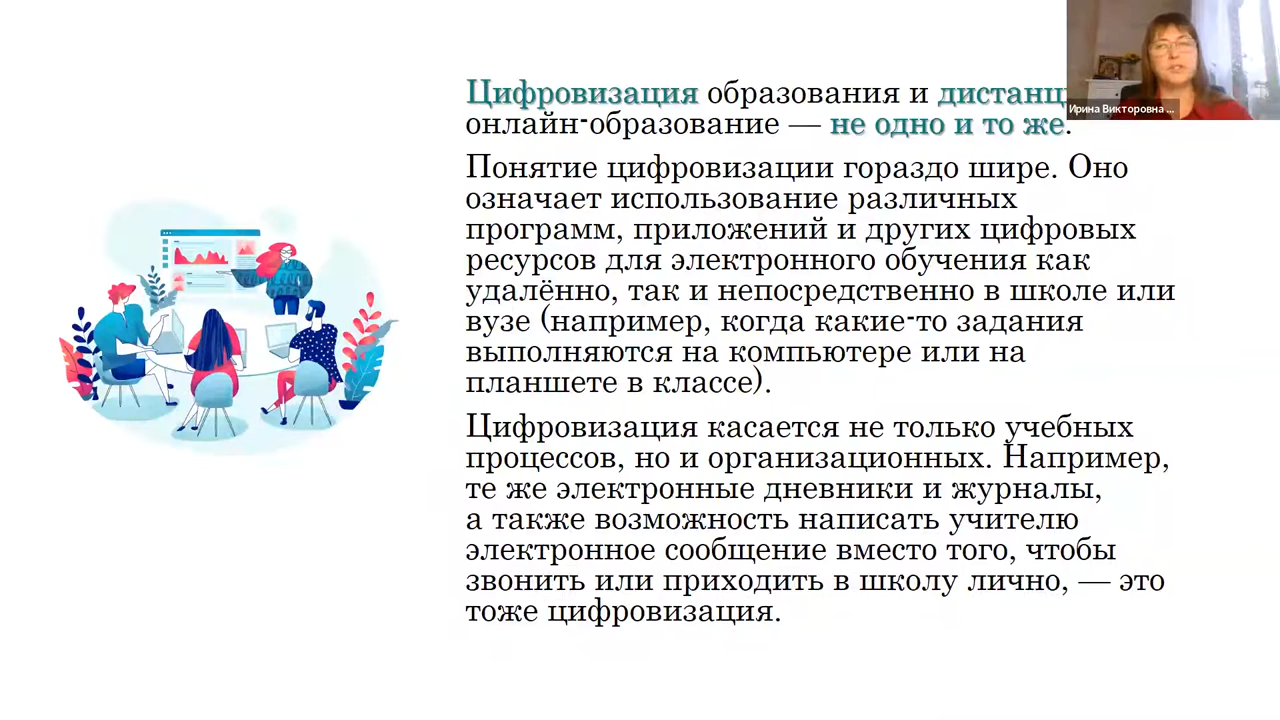 Цифровизация образования и
онлайн-образование — не одно и то же.
Понятие цифровизации гораздо шире. Оно
означает использование различных
программ, приложений и других цифровых
ресурсов для электронного обучения как
удалённо, так и непосредственно в школе или
вузе (например, когда какие-то задания
выполняются на компьютере или на
планшете в классе).
Цифровизация касается не только учебных
процессов, но и организационных. Например,
те же электронные дневники и журналы,
а также возможность написать учителю
электронное сообщение вместо того, чтобы
звонить или приходить в школу лично, — это
тоже цифровизация.
Ирина Викторовна ...